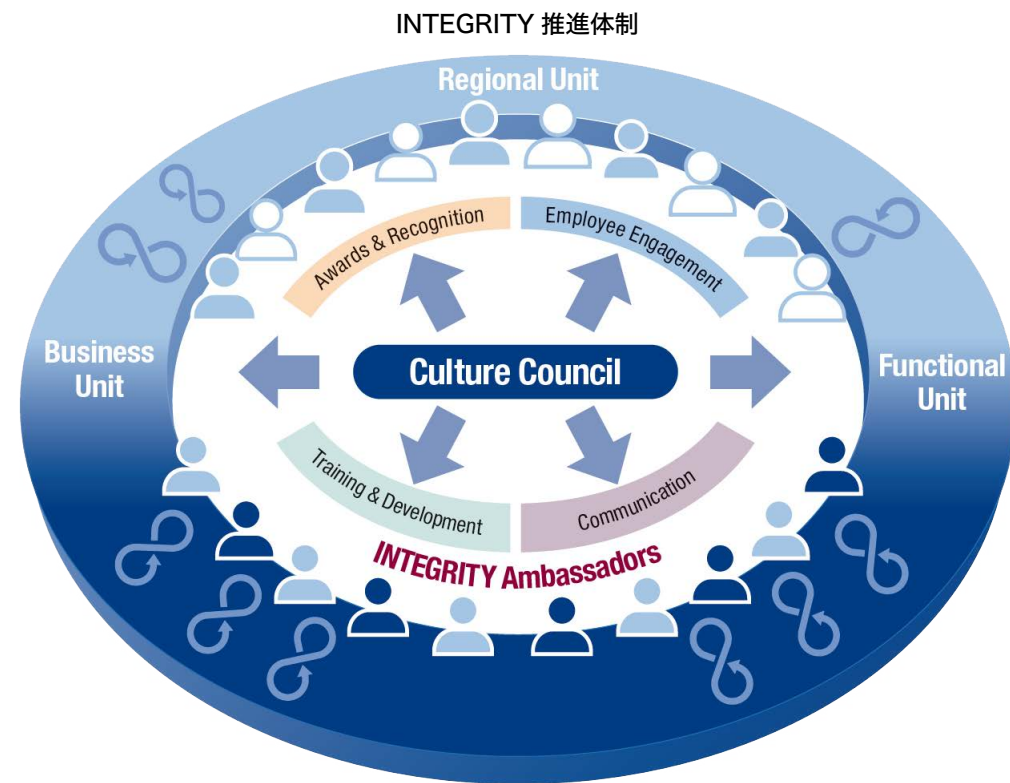 INTEGRITY 推進体制
Regional Unit
Awards & Recognition
Employee Engagement
Business
Unit
Culture Council
Functional
Unit
Training & Development
Communication
INTEGRITY Ambassadors